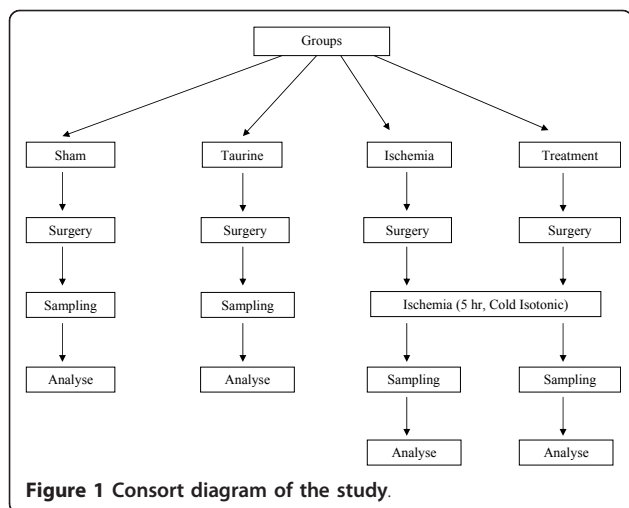 Groups
Sham Taurine Ischemia Treatment
Surgery Surgery Surgery Surgery
Sampling Sampling Ischemia (5 hr, Cold Isotonic)
Analyse Analyse Sampling Sampling
Analyse Analyse
Figure 1 Consort diagram of the study.